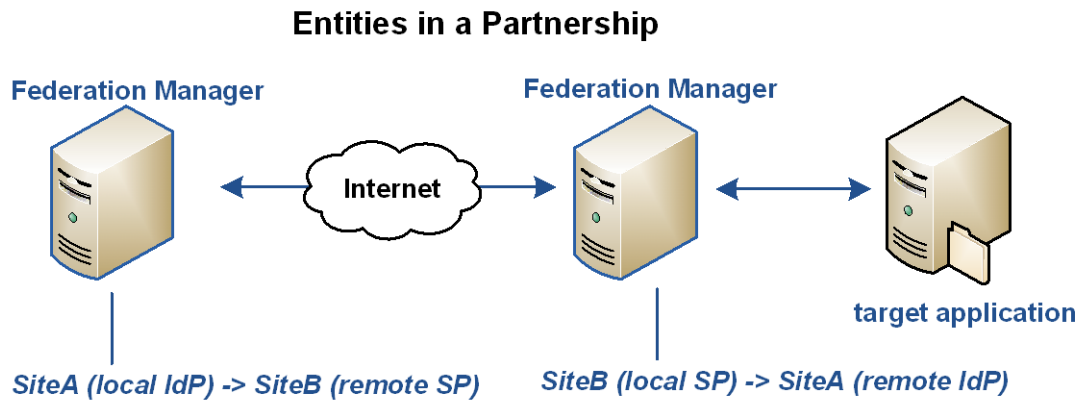 Entities in a Partnership
Federation Manager
Federation Manager
Internet
target application
SiteA (local IdP) -> SiteB (remote SP)
SiteB (local SP) -> SiteA (remote IdP)